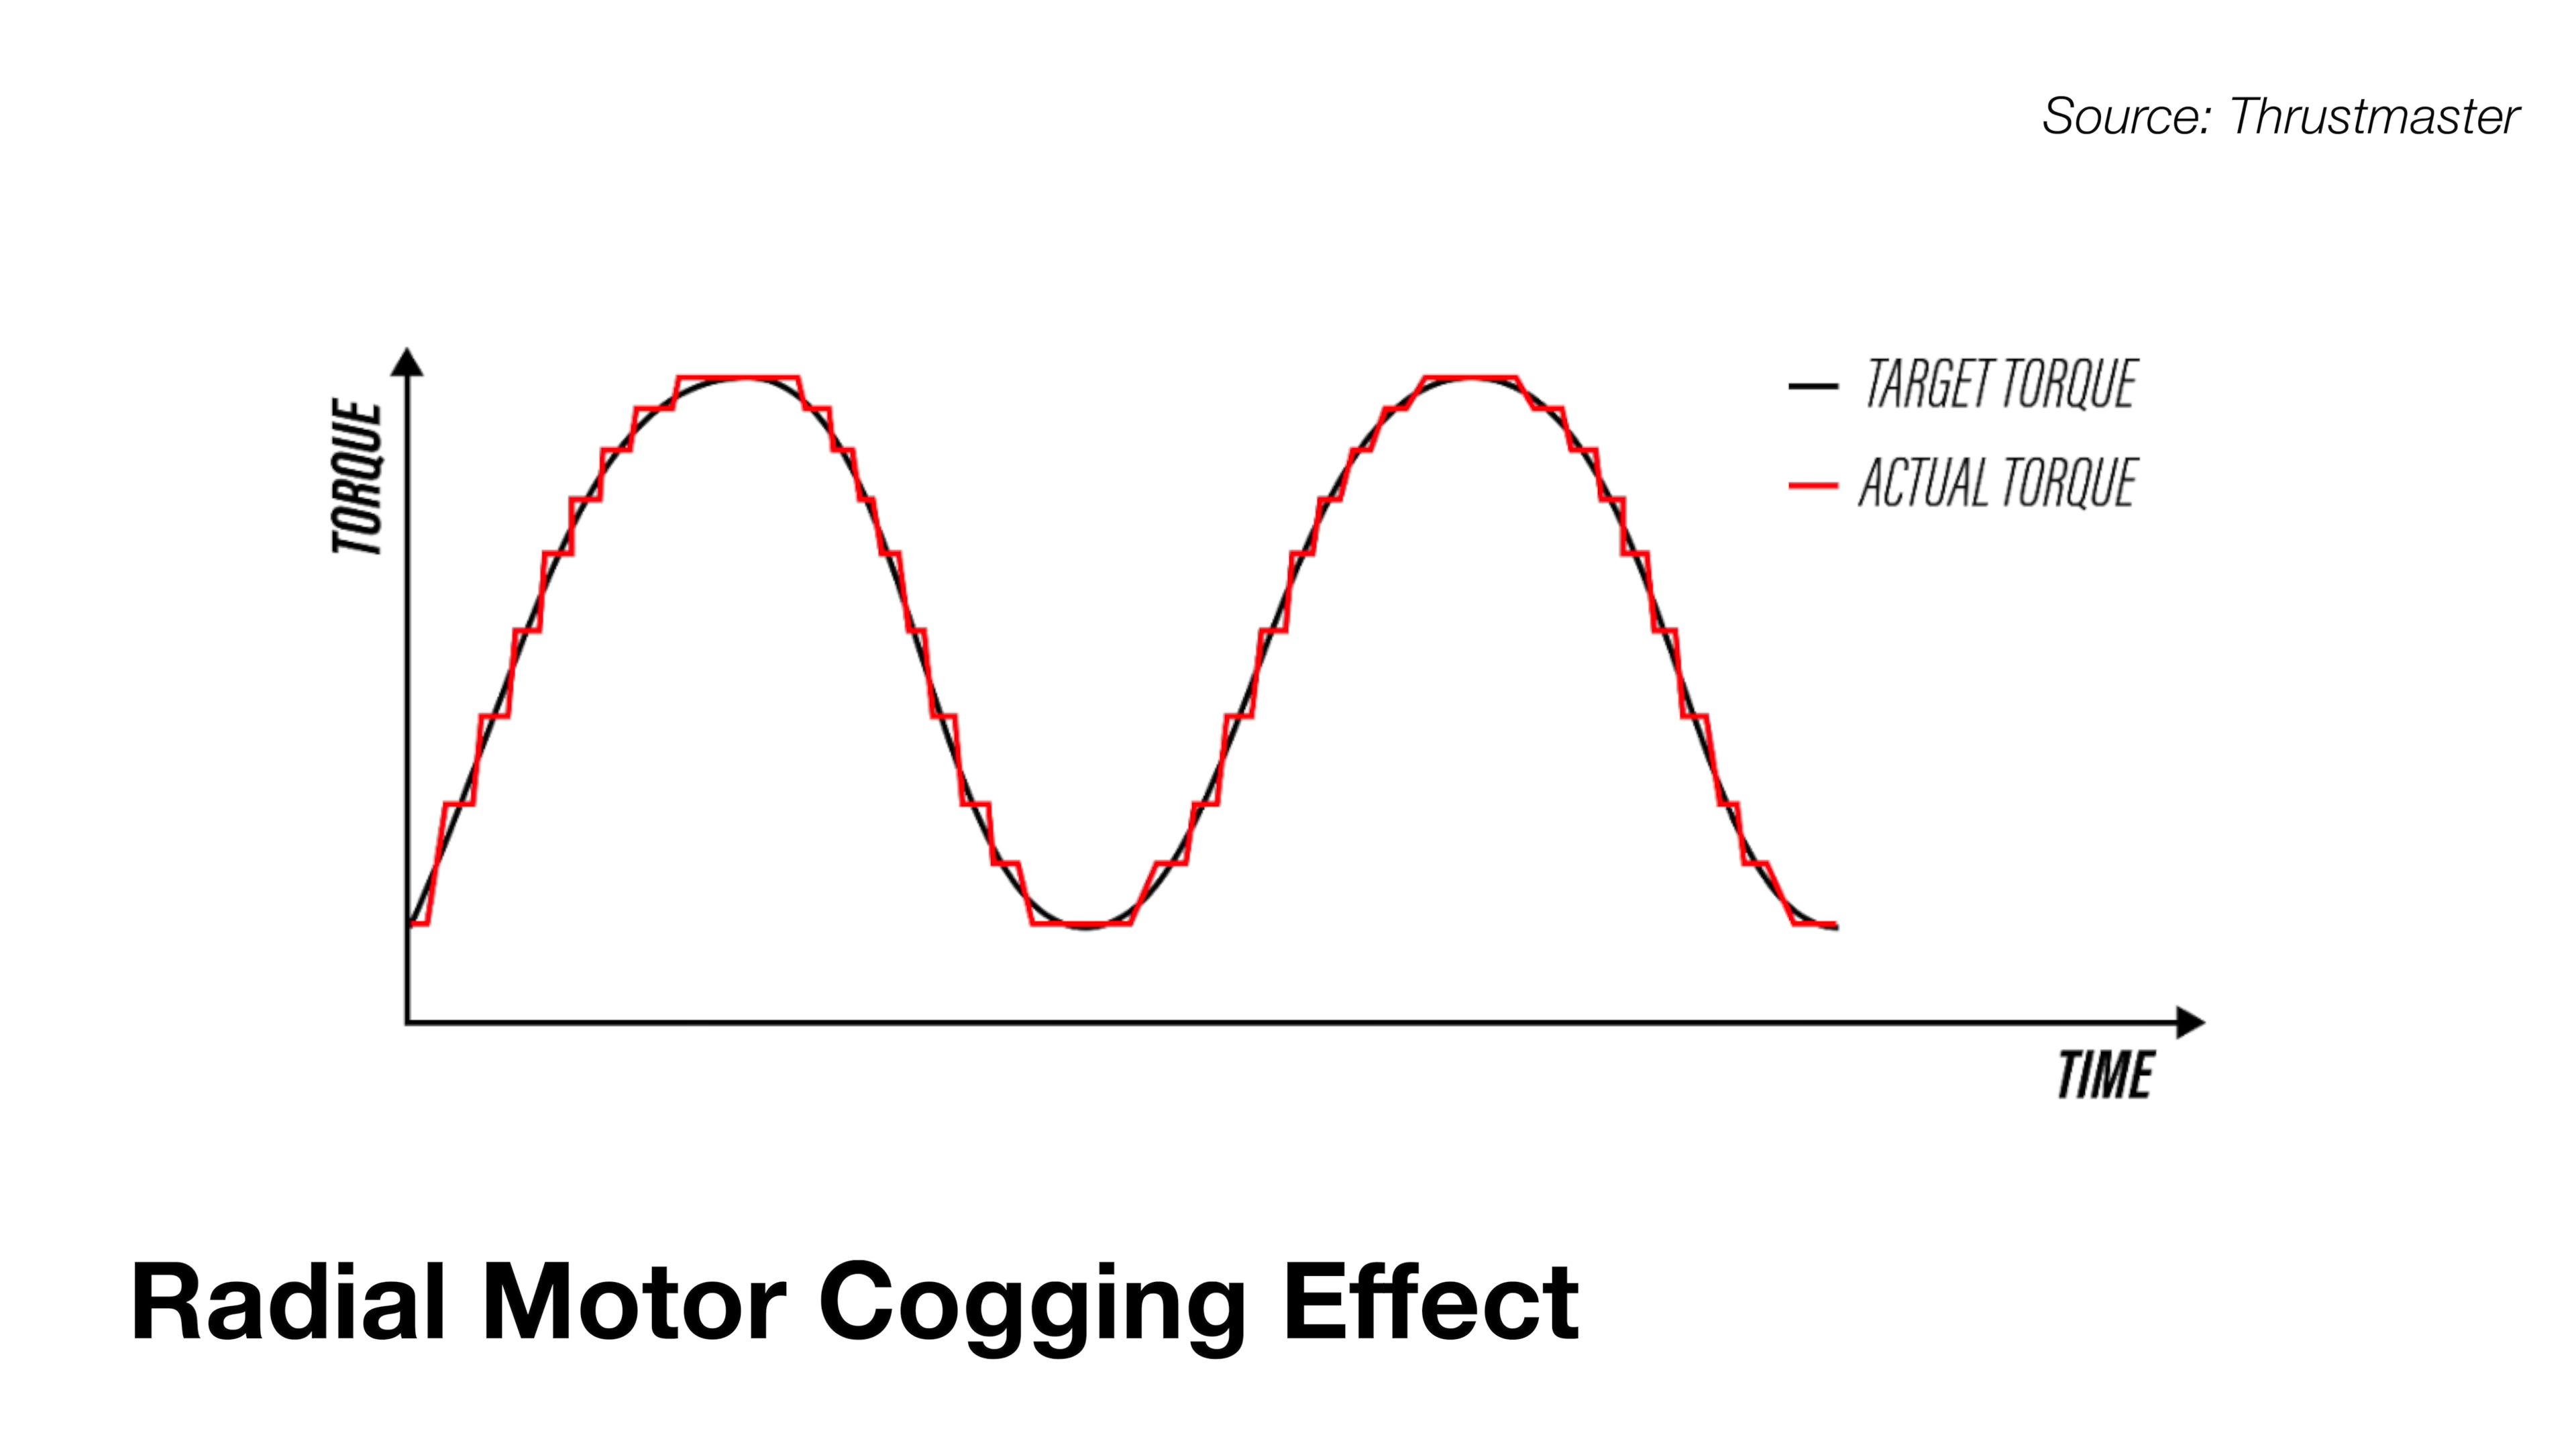 Source: Thrustmaster
TORQUE
TARGET TORQUE
ACTUAL TORQUE
TIME
Radial Motor Cogging Effect